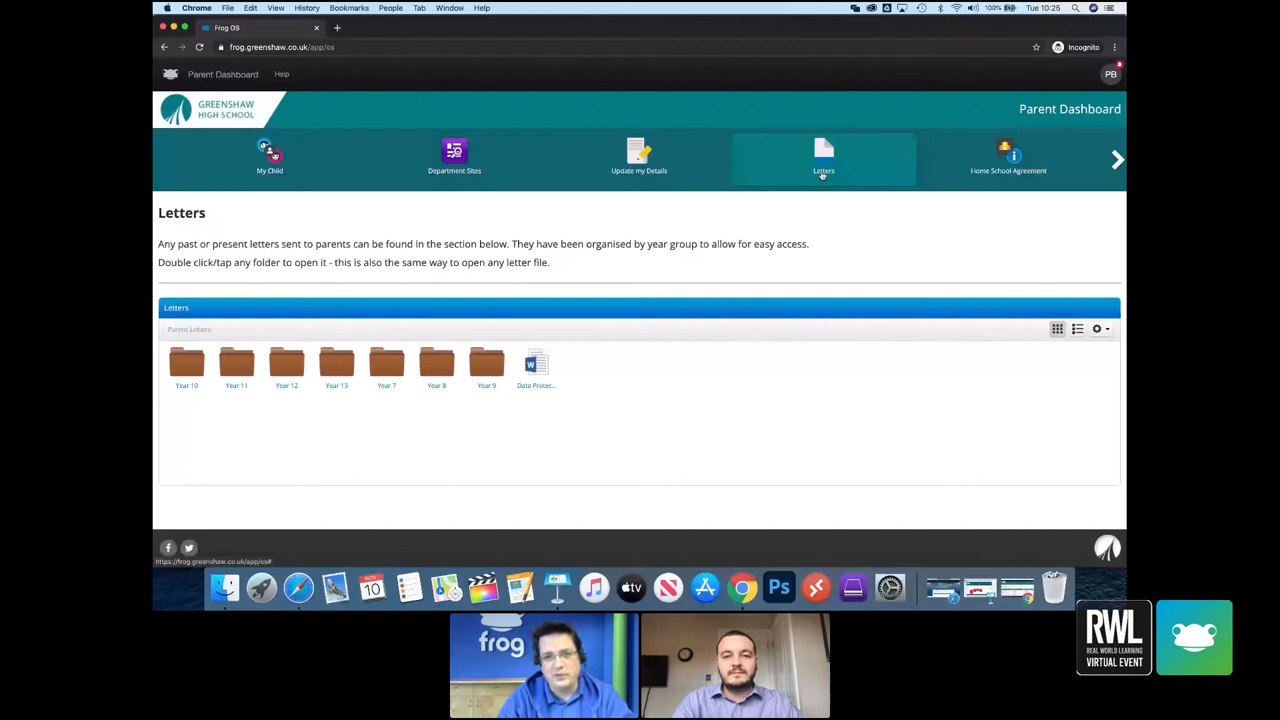 Chrome File Edit View History Bookmarks People Tab Window Help
100% Tue 10:25
Frog OS
frog.greenshaw.co.uk/app/os
Incognito
Parent Dashboard Help
PB
GREENSHAW
HIGH SCHOOL
Parent Dashboard
My Child
Department Sites
Update my Details
Letters
Home School Agreement
Letters
Any past or present letters sent to parents can be found in the section below. They have been organised by year group to allow for easy access.
Double click/tap any folder to open it - this is also the same way to open any letter file.
Letters
Parent Letters
Year 10
Year 11
Year 12
Year 13
Year 7
Year 8
Year 9
Data Protec...
https://frog.greenshaw.co.uk/app/os#
NOV
10
tv
Ps
frog
RWL
REAL WORLD LEARNING
VIRTUAL EVENT